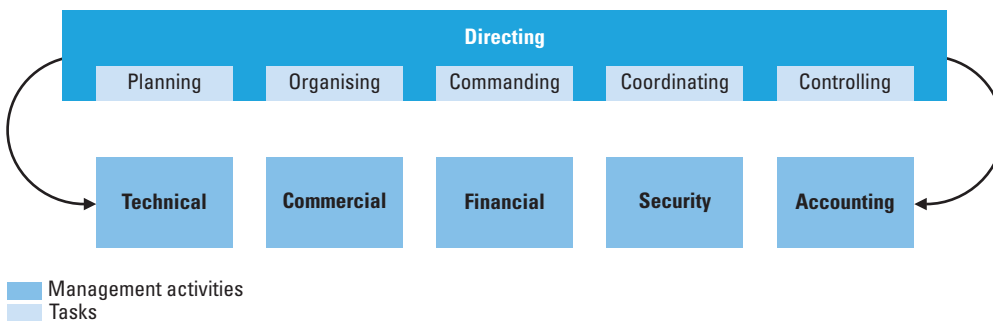 Directing
Planning Organising Commanding Coordinating Controlling
Technical Commercial Financial Security Accounting
Management activities
Tasks